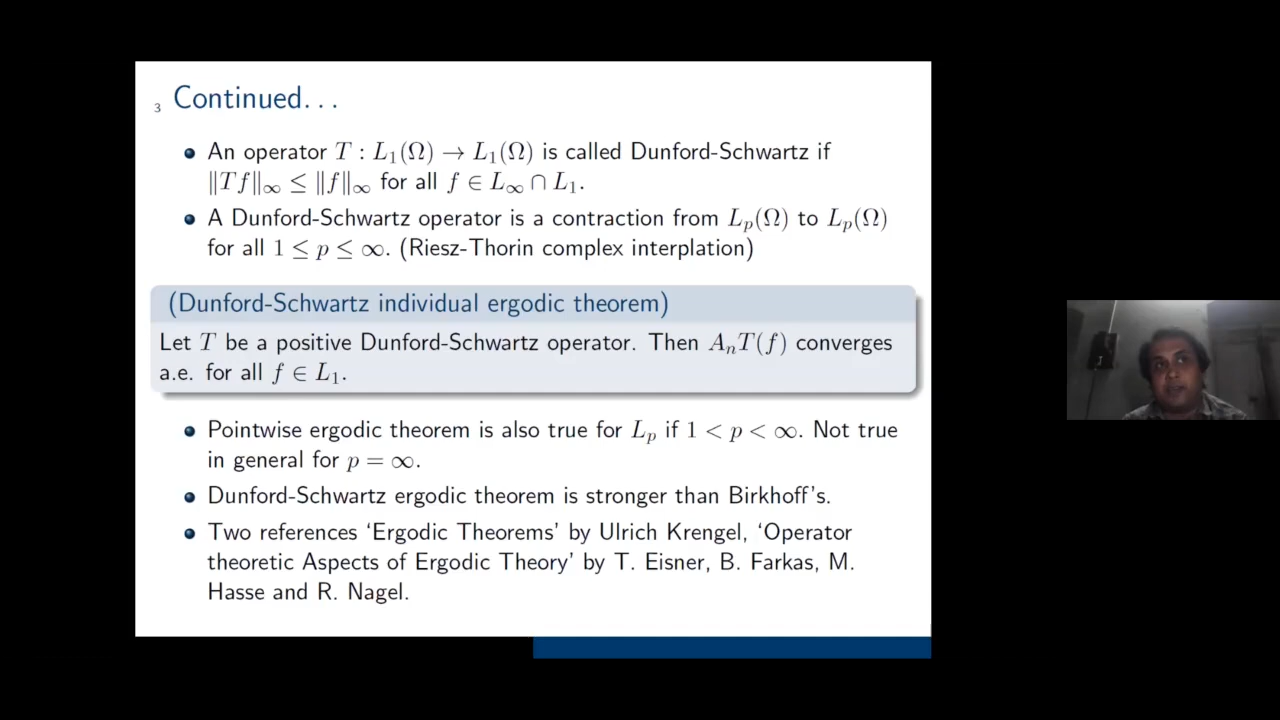 3 Continued...
An operator T : L₁(Ω) → L₁(Ω) is called Dunford-Schwartz if
‖Tf‖∞ ≤ ‖f‖∞ for all f ∈ L∞ ∩ L₁.
A Dunford-Schwartz operator is a contraction from Lₚ(Ω) to Lₚ(Ω)
for all 1 ≤ p ≤ ∞. (Riesz-Thorin complex interplation)
(Dunford-Schwartz individual ergodic theorem)
Let T be a positive Dunford-Schwartz operator. Then AₙT(f) converges
a.e. for all f ∈ L₁.
Pointwise ergodic theorem is also true for Lₚ if 1 < p < ∞. Not true
in general for p = ∞.
Dunford-Schwartz ergodic theorem is stronger than Birkhoff's.
Two references ‘Ergodic Theorems’ by Ulrich Krengel, ‘Operator
theoretic Aspects of Ergodic Theory’ by T. Eisner, B. Farkas, M.
Hasse and R. Nagel.